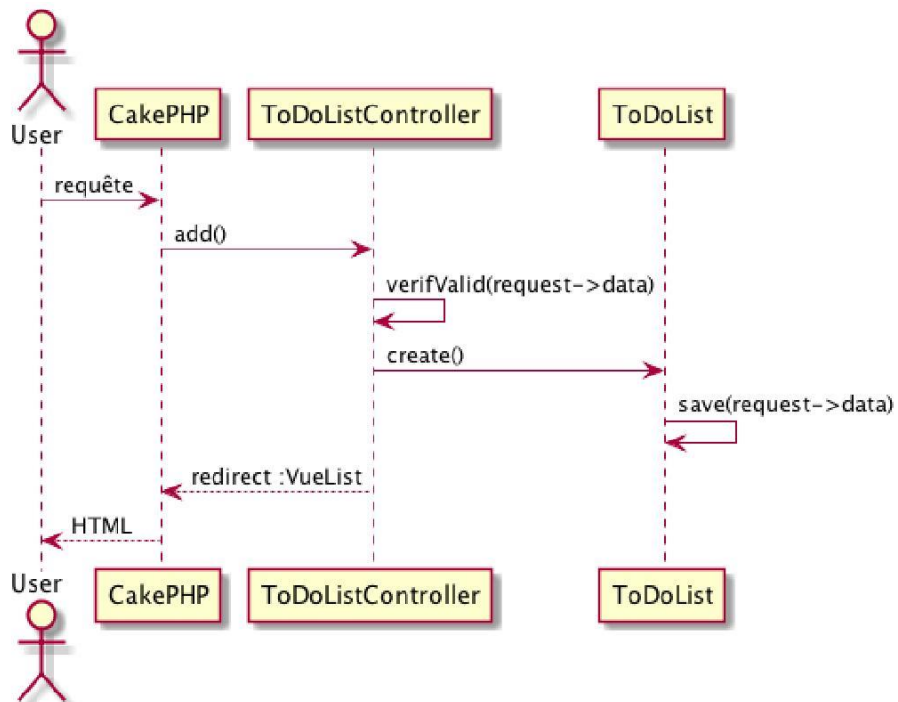 User
CakePHP
ToDoListController
ToDoList
requête
add()
verifValid(request->data)
create()
save(request->data)
redirect :VueList
HTML
User
CakePHP
ToDoListController
ToDoList